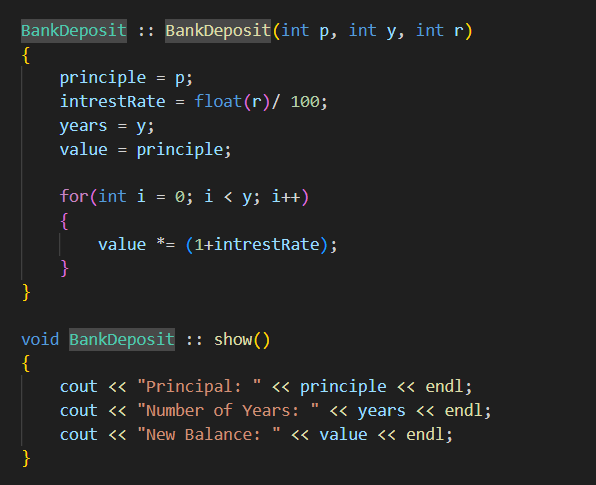 BankDeposit :: BankDeposit(int p, int y, int r)
{
    principle = p;
    intrestRate = float(r)/ 100;
    years = y;
    value = principle;

    for(int i = 0; i < y; i++)
    {
        value *= (1+intrestRate);
    }
}

void BankDeposit :: show()
{
    cout << "Principal: " << principle << endl;
    cout << "Number of Years: " << years << endl;
    cout << "New Balance: " << value << endl;
}